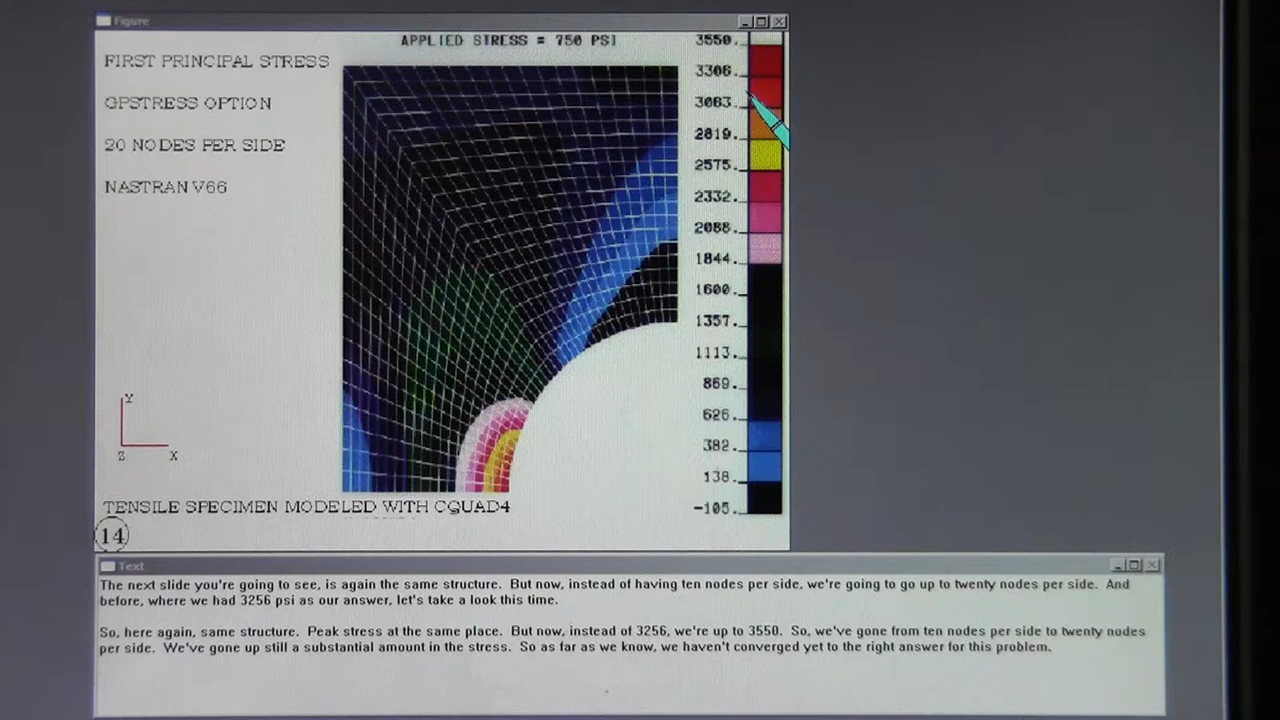 Figure
APPLIED STRESS = 750 PSI
FIRST PRINCIPAL STRESS
GPSTRESS OPTION
20 NODES PER SIDE
NASTRAN V66
3550.
3306.
3063.
2819.
2575.
2332.
2088.
1844.
1600.
1357.
1113.
869.
626.
382.
138.
-105.
Y
Z X
TENSILE SPECIMEN MODELED WITH CQUAD4
14
Text
The next slide you're going to see, is again the same structure. But now, instead of having ten nodes per side, we're going to go up to twenty nodes per side. And
before, where we had 3256 psi as our answer, let's take a look this time.
So, here again, same structure. Peak stress at the same place. But now, instead of 3256, we're up to 3550. So, we've gone from ten nodes per side to twenty nodes
per side. We've gone up still a substantial amount in the stress. So as far as we know, we haven't converged yet to the right answer for this problem.